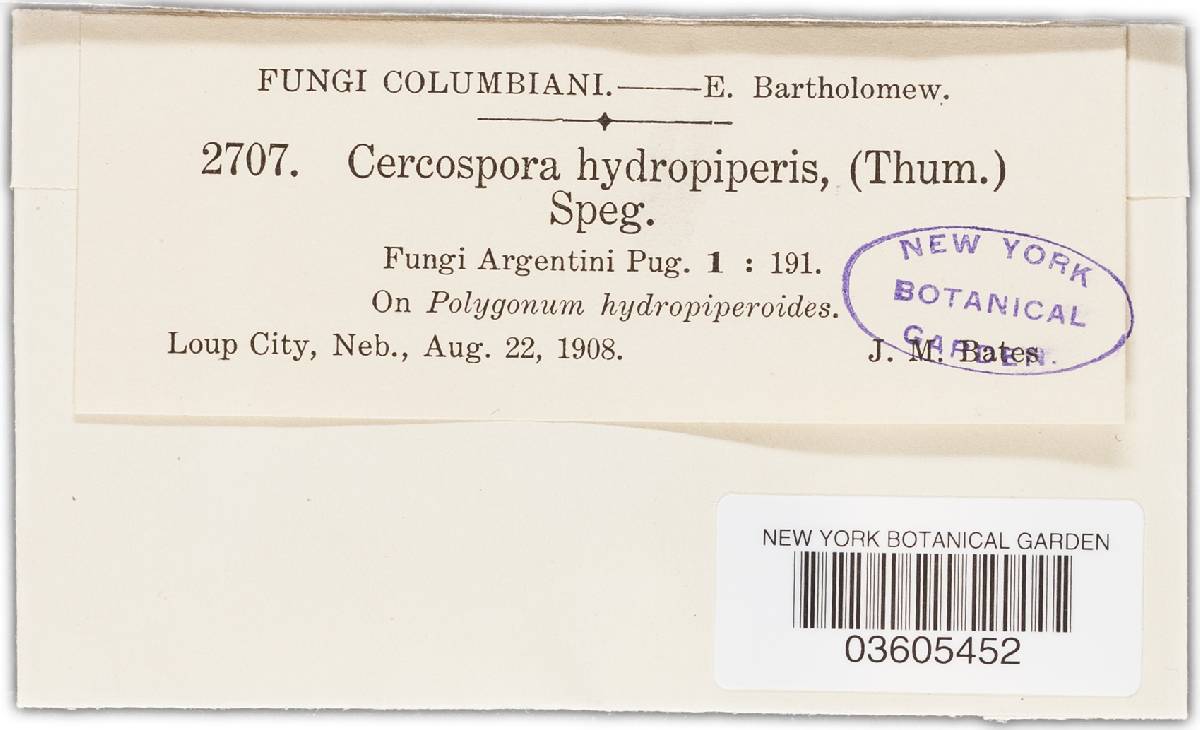 FUNGI COLUMBIANI.——E. Bartholomew.
2707. Cercospora hydropiperis, (Thum.)
Speg.
Fungi Argentini Pug. 1 : 191.
On Polygonum hydropiperoides.
Loup City, Neb., Aug. 22, 1908. J. M. Bates
NEW YORK
BOTANICAL
GARDEN.
NEW YORK BOTANICAL GARDEN
03605452